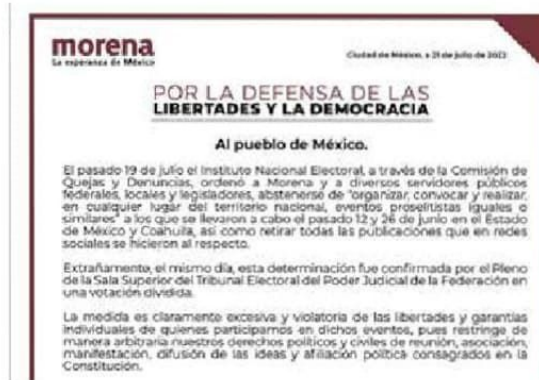 morena
La esperanza de México
Ciudad de México, a 21 de julio de 2022
POR LA DEFENSA DE LAS
LIBERTADES Y LA DEMOCRACIA
Al pueblo de México.
El pasado 19 de julio el Instituto Nacional Electoral, a través de la Comisión de
Quejas y Denuncias, ordenó a Morena y a diversos servidores públicos
federales, locales y legisladores, abstenerse de "organizar, convocar y realizar,
en cualquier lugar del territorio nacional, eventos proselitistas iguales o
similares" a los que se llevaron a cabo el pasado 12 y 26 de junio en el Estado
de México y Coahuila, así como retirar todas las publicaciones que en redes
sociales se hicieron al respecto.
Extrañamente, el mismo día, esta determinación fue confirmada por el Pleno
de la Sala Superior del Tribunal Electoral del Poder Judicial de la Federación en
una votación dividida.
La medida es claramente excesiva y violatoria de las libertades y garantías
individuales de quienes participamos en dichos eventos, pues restringe de
manera arbitraria nuestros derechos políticos y civiles de reunión, asociación,
manifestación, difusión de las ideas y afiliación política consagrados en la
Constitución.